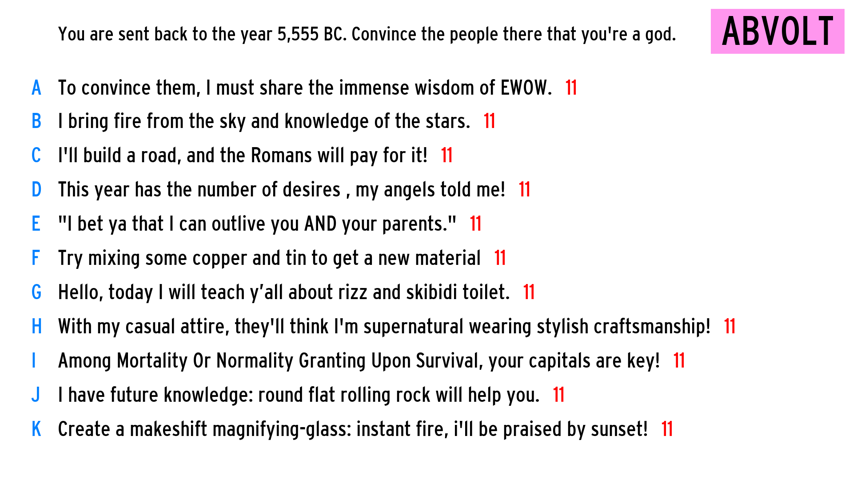 You are sent back to the year 5,555 BC. Convince the people there that you're a god.
ABVOLT
A To convince them, I must share the immense wisdom of EWOW. 11
B I bring fire from the sky and knowledge of the stars. 11
C I'll build a road, and the Romans will pay for it! 11
D This year has the number of desires , my angels told me! 11
E "I bet ya that I can outlive you AND your parents." 11
F Try mixing some copper and tin to get a new material 11
G Hello, today I will teach y’all about rizz and skibidi toilet. 11
H With my casual attire, they'll think I'm supernatural wearing stylish craftsmanship! 11
I Among Mortality Or Normality Granting Upon Survival, your capitals are key! 11
J I have future knowledge: round flat rolling rock will help you. 11
K Create a makeshift magnifying-glass: instant fire, i'll be praised by sunset! 11